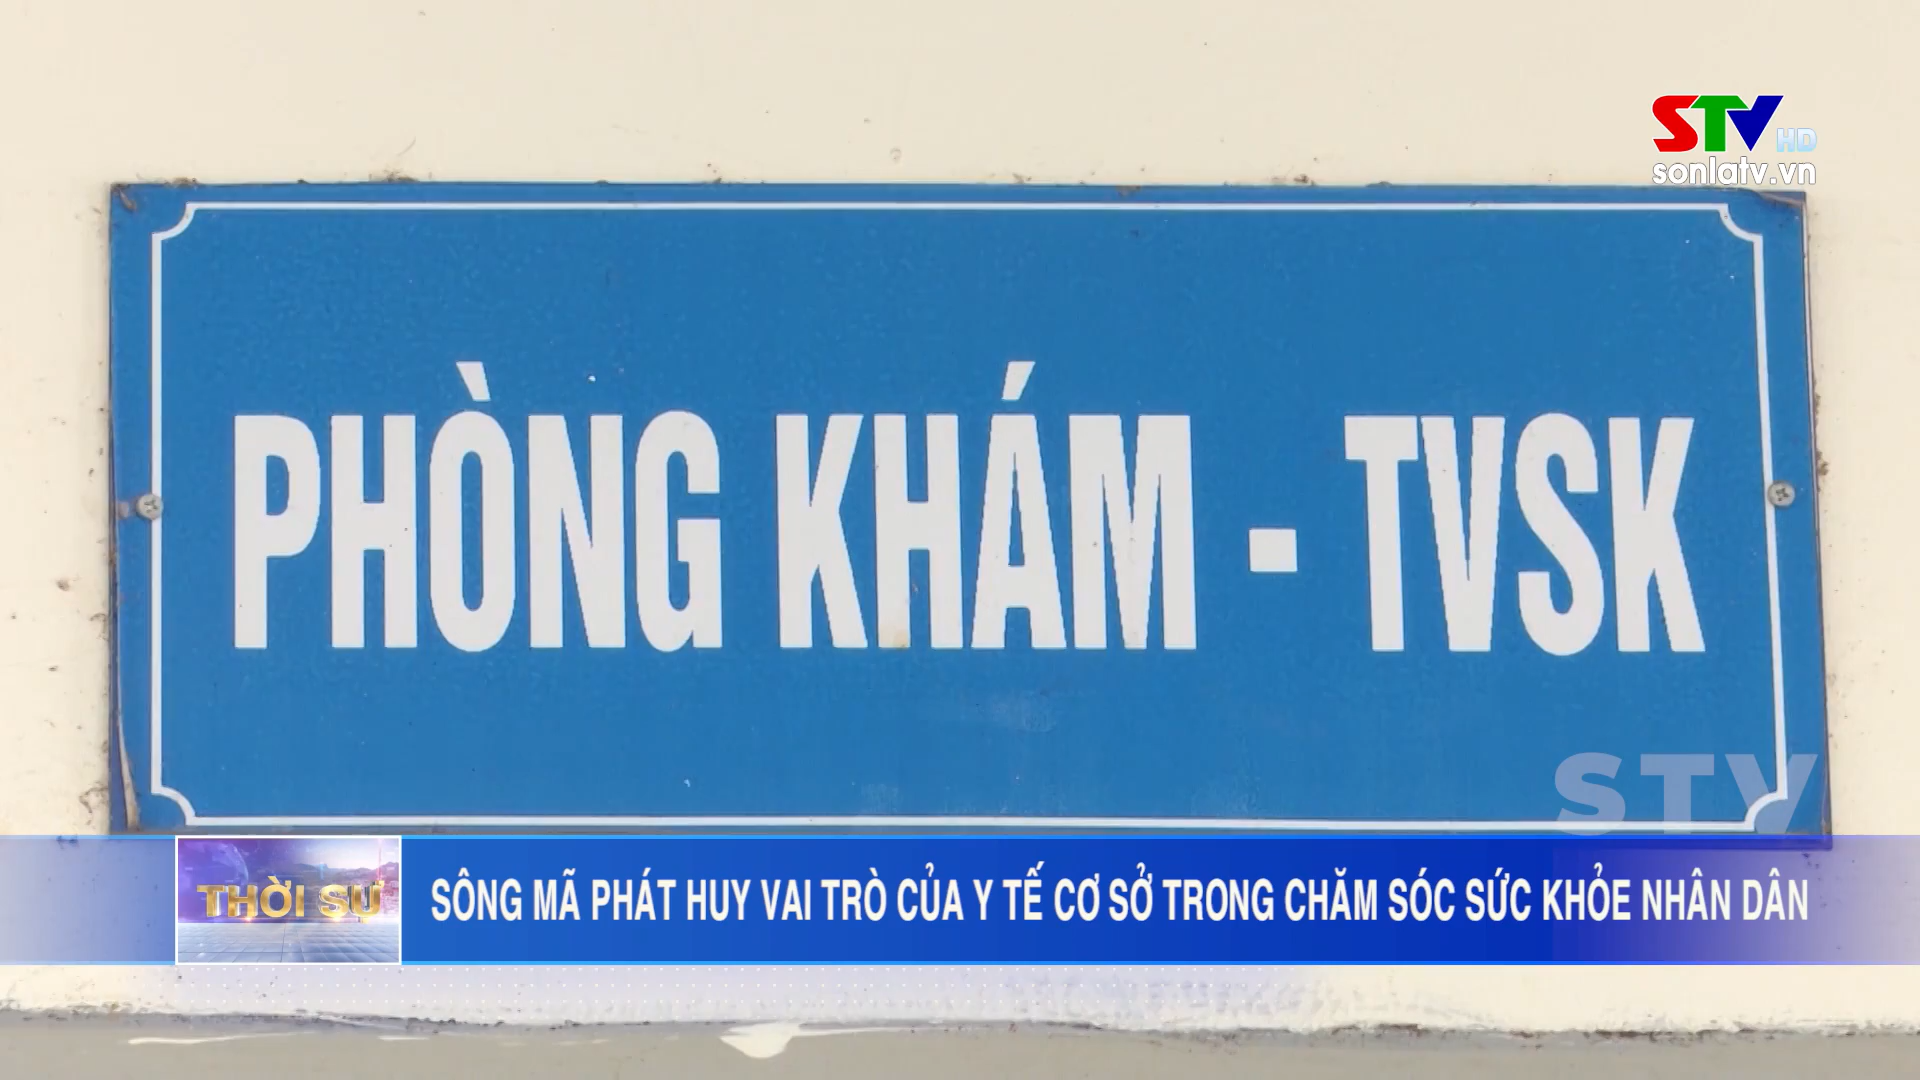 STV HD
sonlatv.vn
PHÒNG KHÁM - TVSK
STV
THỜI SỰ
SÔNG MÃ PHÁT HUY VAI TRÒ CỦA Y TẾ CƠ SỞ TRONG CHĂM SÓC SỨC KHỎE NHÂN DÂN